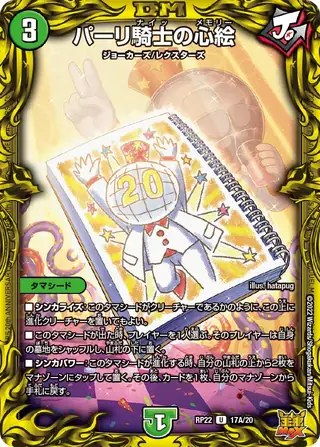 DM
3
パーリ騎士の心絵
ナイツ メモリー
ジョーカーズ/レクスターズ
20
タマシード
illus. hatapug
■シンカライズ:このタマシードがクリーチャーであるかのように、この上に
進化クリーチャーを置いてもよい。
■このタマシードが出た時、プレイヤーを1人選ぶ。そのプレイヤーは自身
の墓地をシャッフルし、山札の下に置く。
■シンカパワー:このタマシードが進化する時、自分の山札の上から2枚を
マナゾーンにタップして置く。その後、カードを1枚、自分のマナゾーンから
手札に戻す。
RP22 U 17A/20